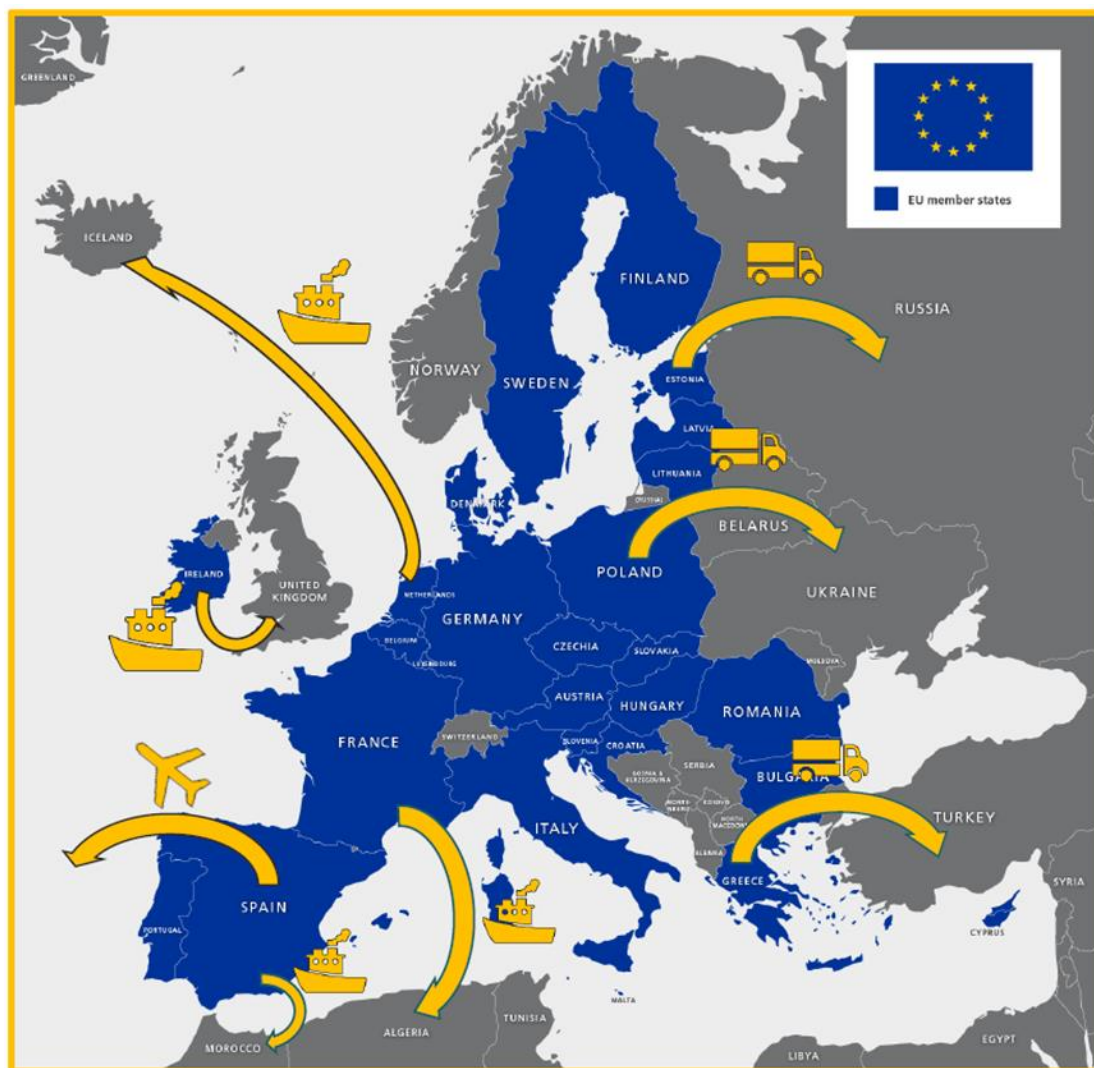 GREENLAND
EU member states
ICELAND
FINLAND
RUSSIA
NORWAY
SWEDEN
ESTONIA
LATVIA
LITHUANIA
DENMARK
BELARUS
IRELAND
UNITED
KINGDOM
NETHERLANDS
POLAND
UKRAINE
GERMANY
BELGIUM
LUXEMBOURG
CZECHIA
SLOVAKIA
MOLDOVA
AUSTRIA
HUNGARY
ROMANIA
FRANCE
SWITZERLAND
SLOVENIA
CROATIA
BOSNIA &
HERZEGOVINA
SERBIA
BULGARIA
MONTE-
NEGRO
KOSOVO
NORTH
MACEDONIA
ITALY
ALBANIA
TURKEY
GREECE
SPAIN
PORTUGAL
SYRIA
CYPRUS
MALTA
MOROCCO
ALGERIA
TUNISIA
LIBYA
EGYPT